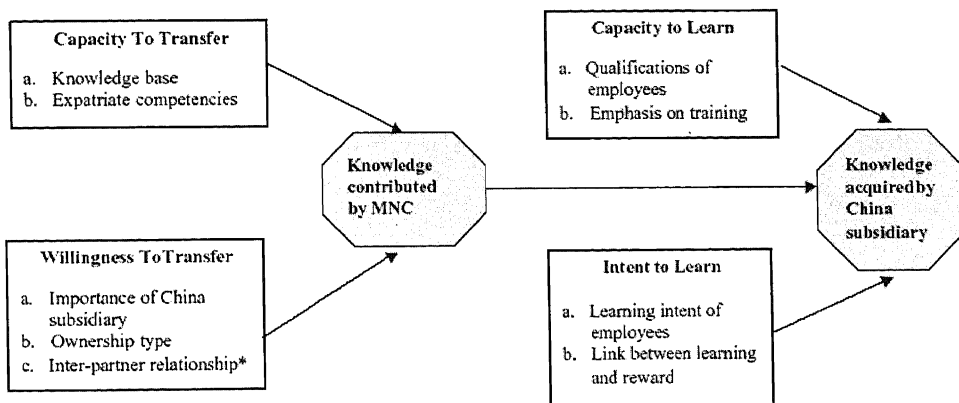 Capacity To Transfer
a. Knowledge base
b. Expatriate competencies
Willingness ToTransfer
a. Importance of China
subsidiary
b. Ownership type
c. Inter-partner relationship*
Knowledge
contributed
by MNC
Capacity to Learn
a. Qualifications of
employees
b. Emphasis on training
Intent to Learn
a. Learning intent of
employees
b. Link between learning
and reward
Knowledge
acquired by
China
subsidiary